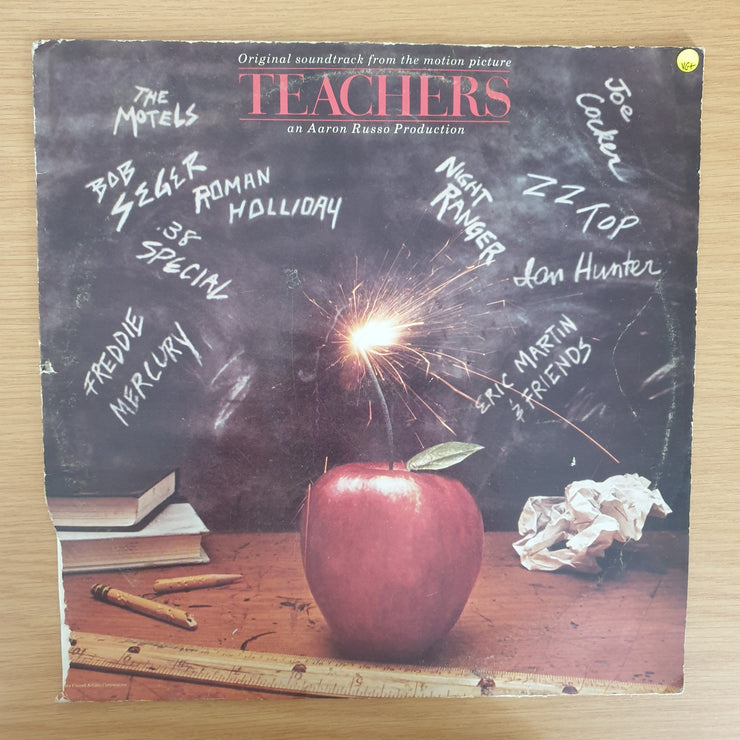 Original soundtrack from the motion picture
TEACHERS
an Aaron Russo Production
VG+
THE
MOTELS
BOB
SEGER
ROMAN
HOLLIDAY
.38
SPECIAL
FREDDIE
MERCURY
Joe
Cocker
NIGHT
RANGER
ZZ TOP
Ian Hunter
ERIC MARTIN
& FRIENDS